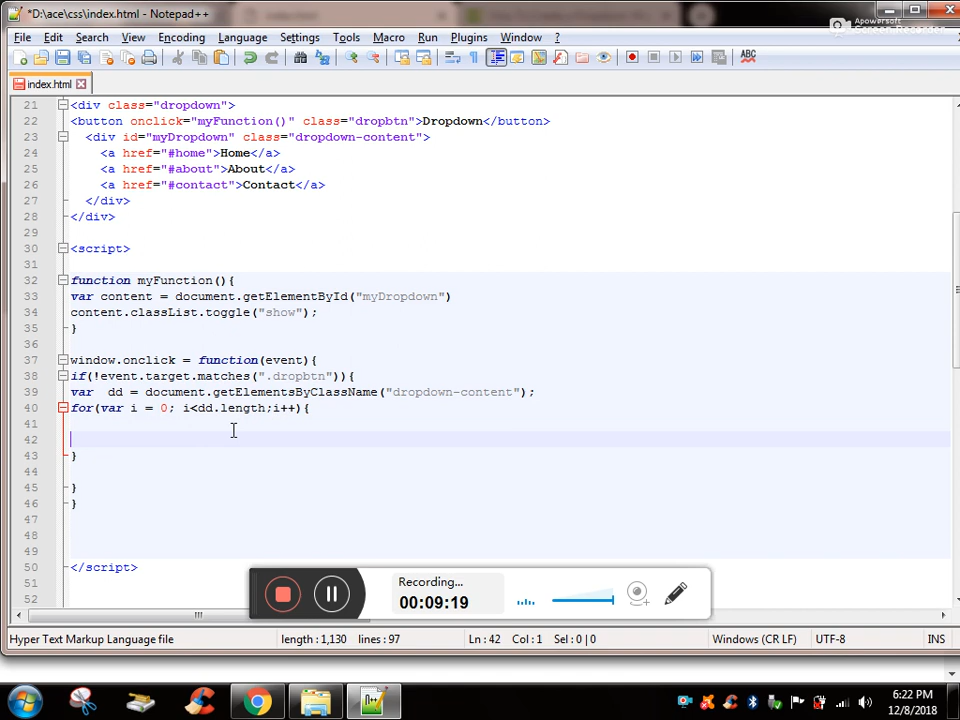 *D:\ace\css\index.html - Notepad++
Apowersoft
File Edit Search View Encoding Language Settings Tools Macro Run Plugins Window ?
ABC
index.html
21 <div class="dropdown">
22 <button onclick="myFunction()" class="dropbtn">Dropdown</button>
23 <div id="myDropdown" class="dropdown-content">
24 <a href="#home">Home</a>
25 <a href="#about">About</a>
26 <a href="#contact">Contact</a>
27 </div>
28 </div>
29
30 <script>
31
32 function myFunction(){
33 var content = document.getElementById("myDropdown")
34 content.classList.toggle("show");
35 }
36
37 window.onclick = function(event){
38 if(!event.target.matches(".dropbtn")){
39 var dd = document.getElementsByClassName("dropdown-content");
40 for(var i = 0; i<dd.length;i++){
41
42
43 }
44
45 }
46 }
47
48
49
50 </script>
51
52
Recording...
00:09:19
Hyper Text Markup Language file length : 1,130 lines : 97 Ln : 42 Col : 1 Sel : 0 | 0 Windows (CR LF) UTF-8 INS
6:22 PM
12/8/2018